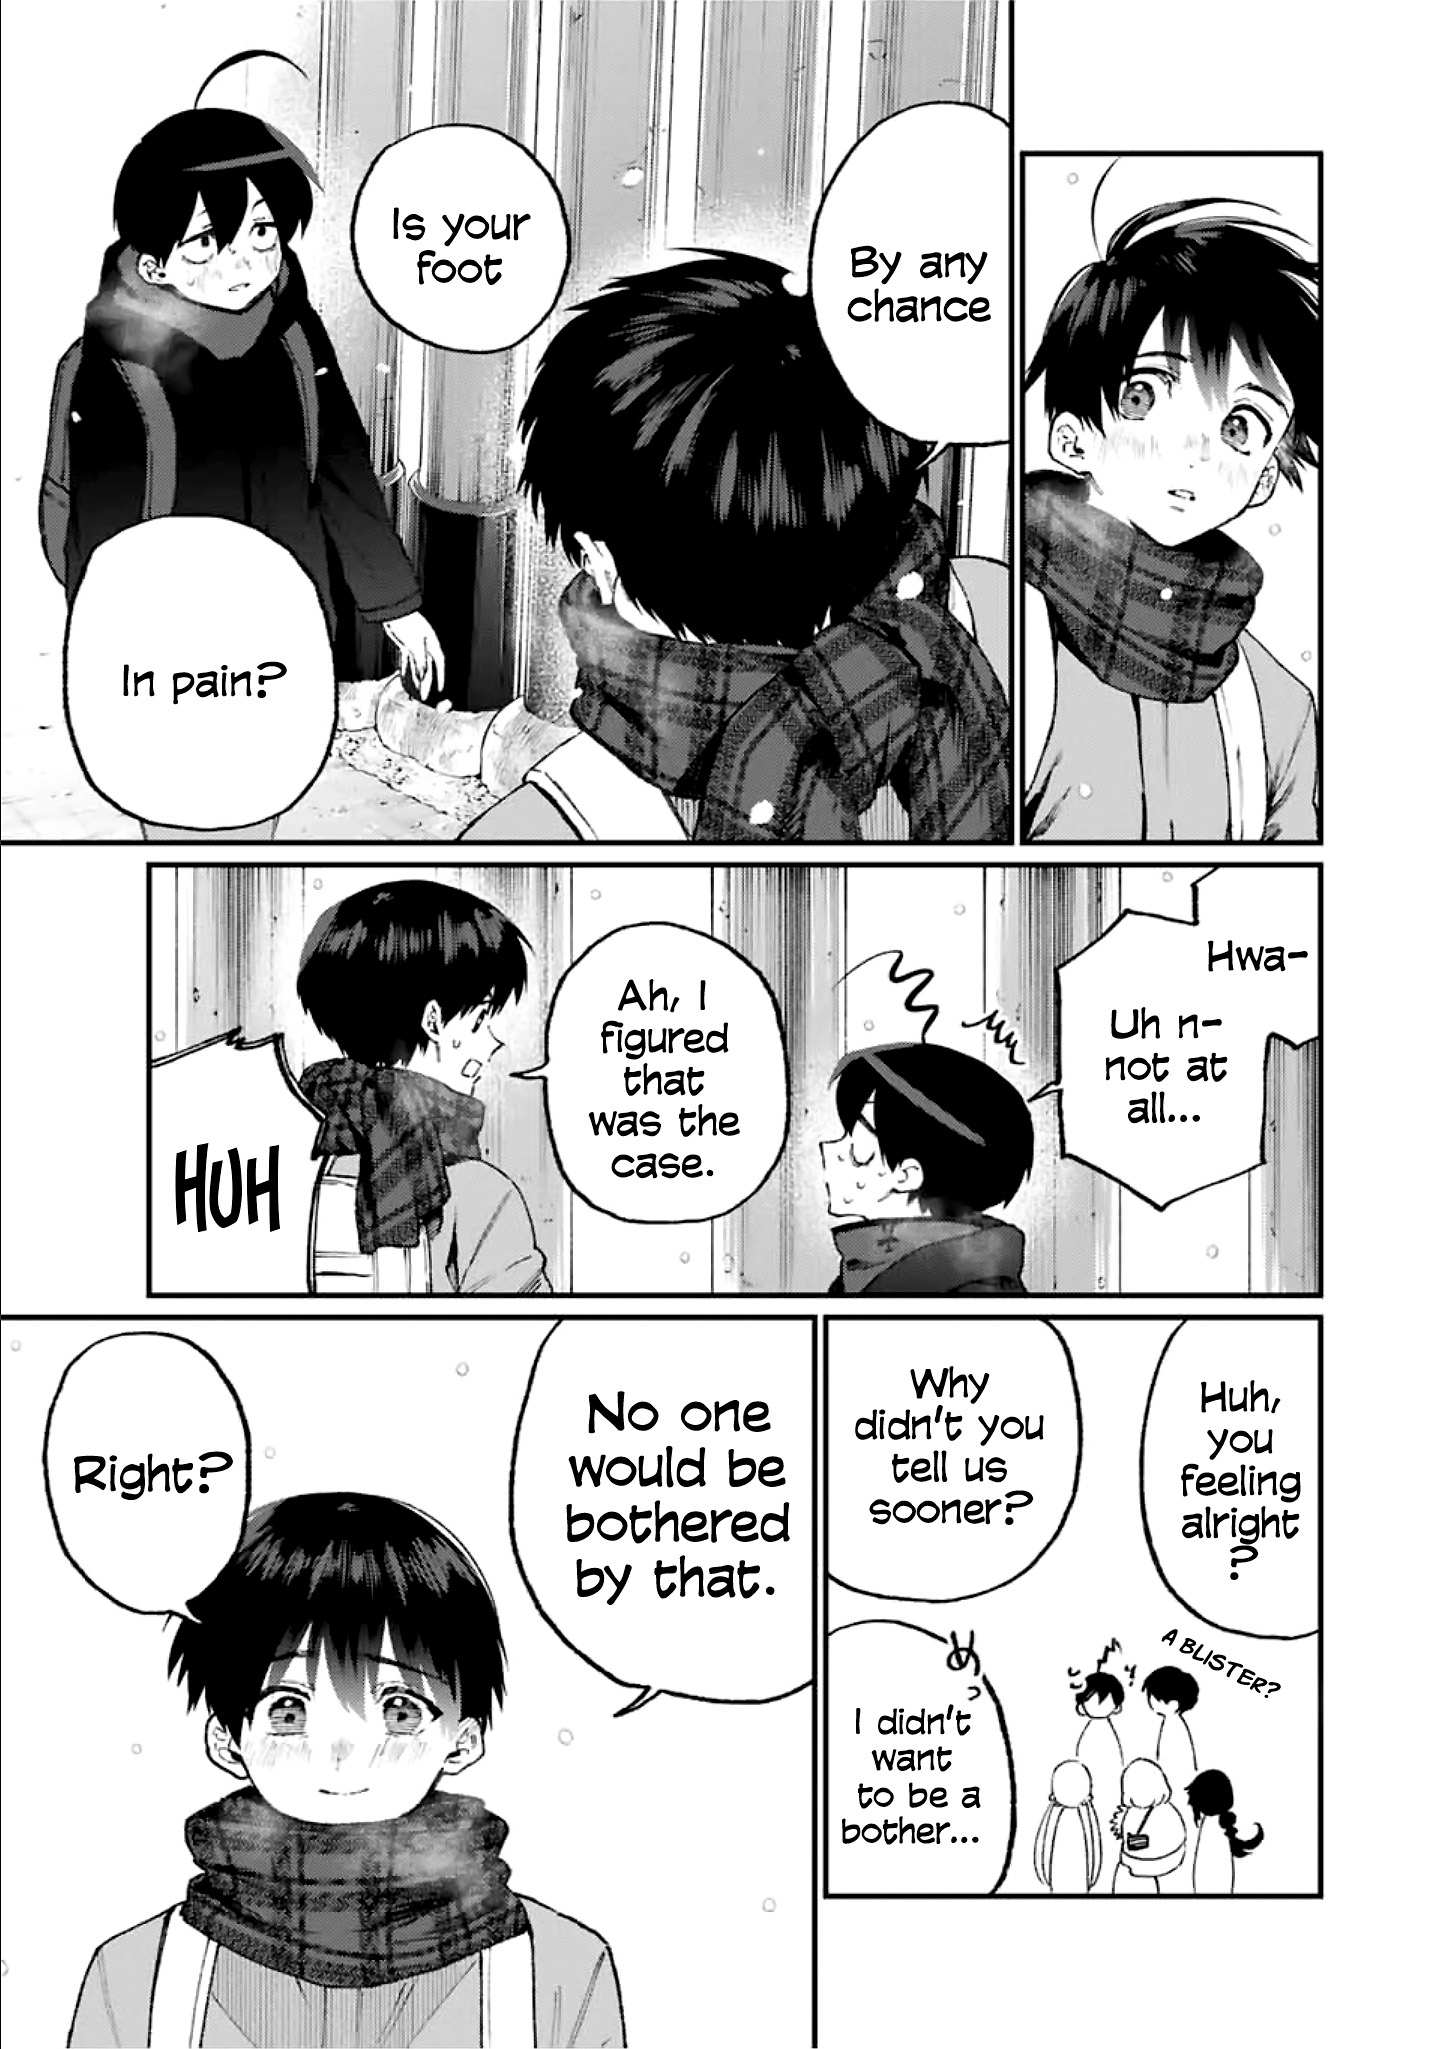 By any
chance
Is your
foot
In pain?
Hwa-
Uh n-
not at
all...
Ah, I
figured
that
was the
case.
HUH
Huh,
you
feeling
alright
?
A BLISTER?
Why
didn't you
tell us
sooner?
I didn't
want
to be a
bother...
No one
would be
bothered
by that.
Right?